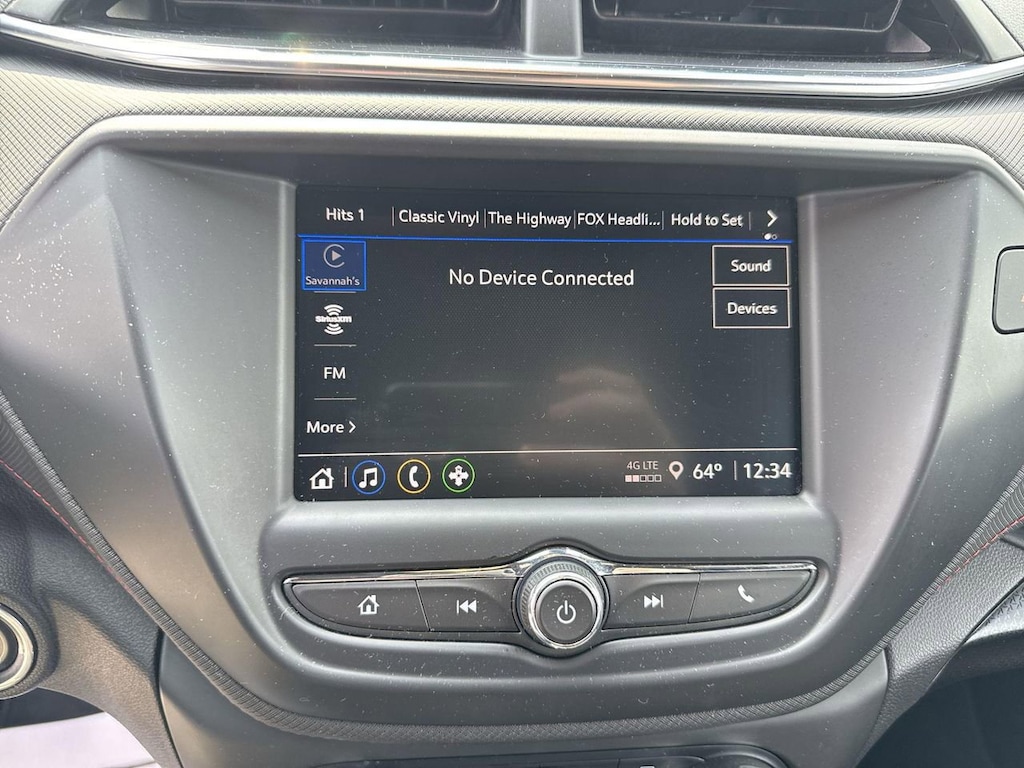 Hits 1 Classic Vinyl The Highway FOX Headli... Hold to Set
Savannah's
No Device Connected
Sound
SiriusXM
Devices
FM
More
4G LTE
64° 12:34